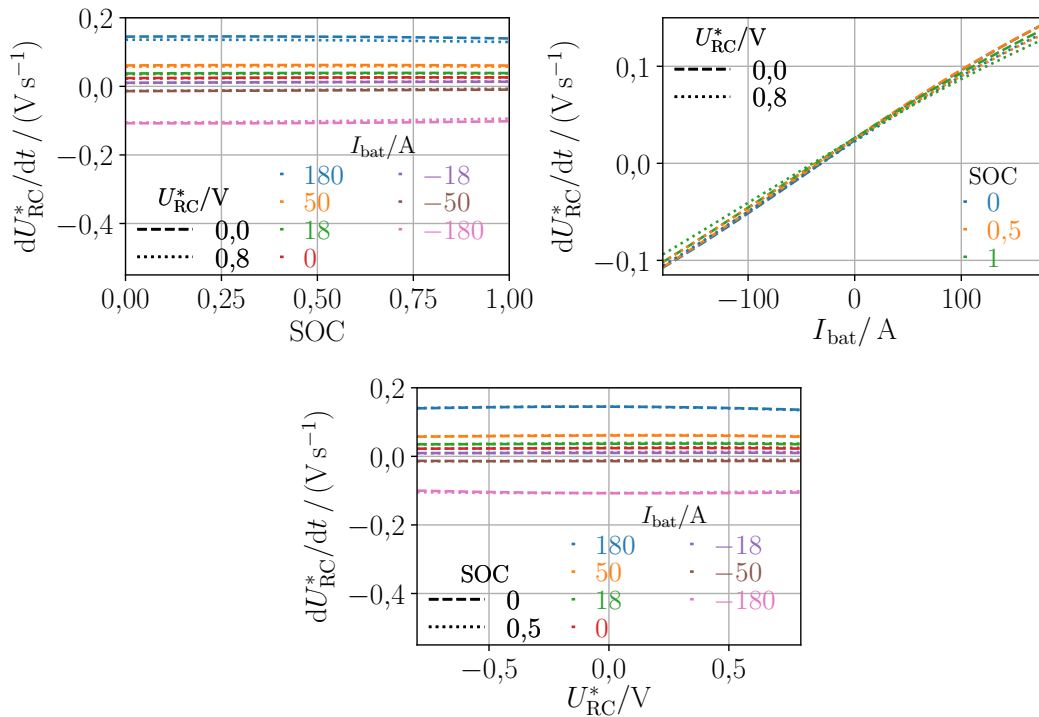 0,2
0,0
−0,2
−0,4
dU*RC/dt / (V s−1)
U*RC/V
0,0
0,8
Ibat/A
180
50
18
0
−18
−50
−180
0,00 0,25 0,50 0,75 1,00
SOC
0,1
0,0
−0,1
dU*RC/dt / (V s−1)
U*RC/V
0,0
0,8
SOC
0
0,5
1
−100 0 100
Ibat/ A
0,2
0,0
−0,2
−0,4
dU*RC/dt / (V s−1)
SOC
0
0,5
Ibat/A
180
50
18
0
−18
−50
−180
−0,5 0,0 0,5
U*RC/V